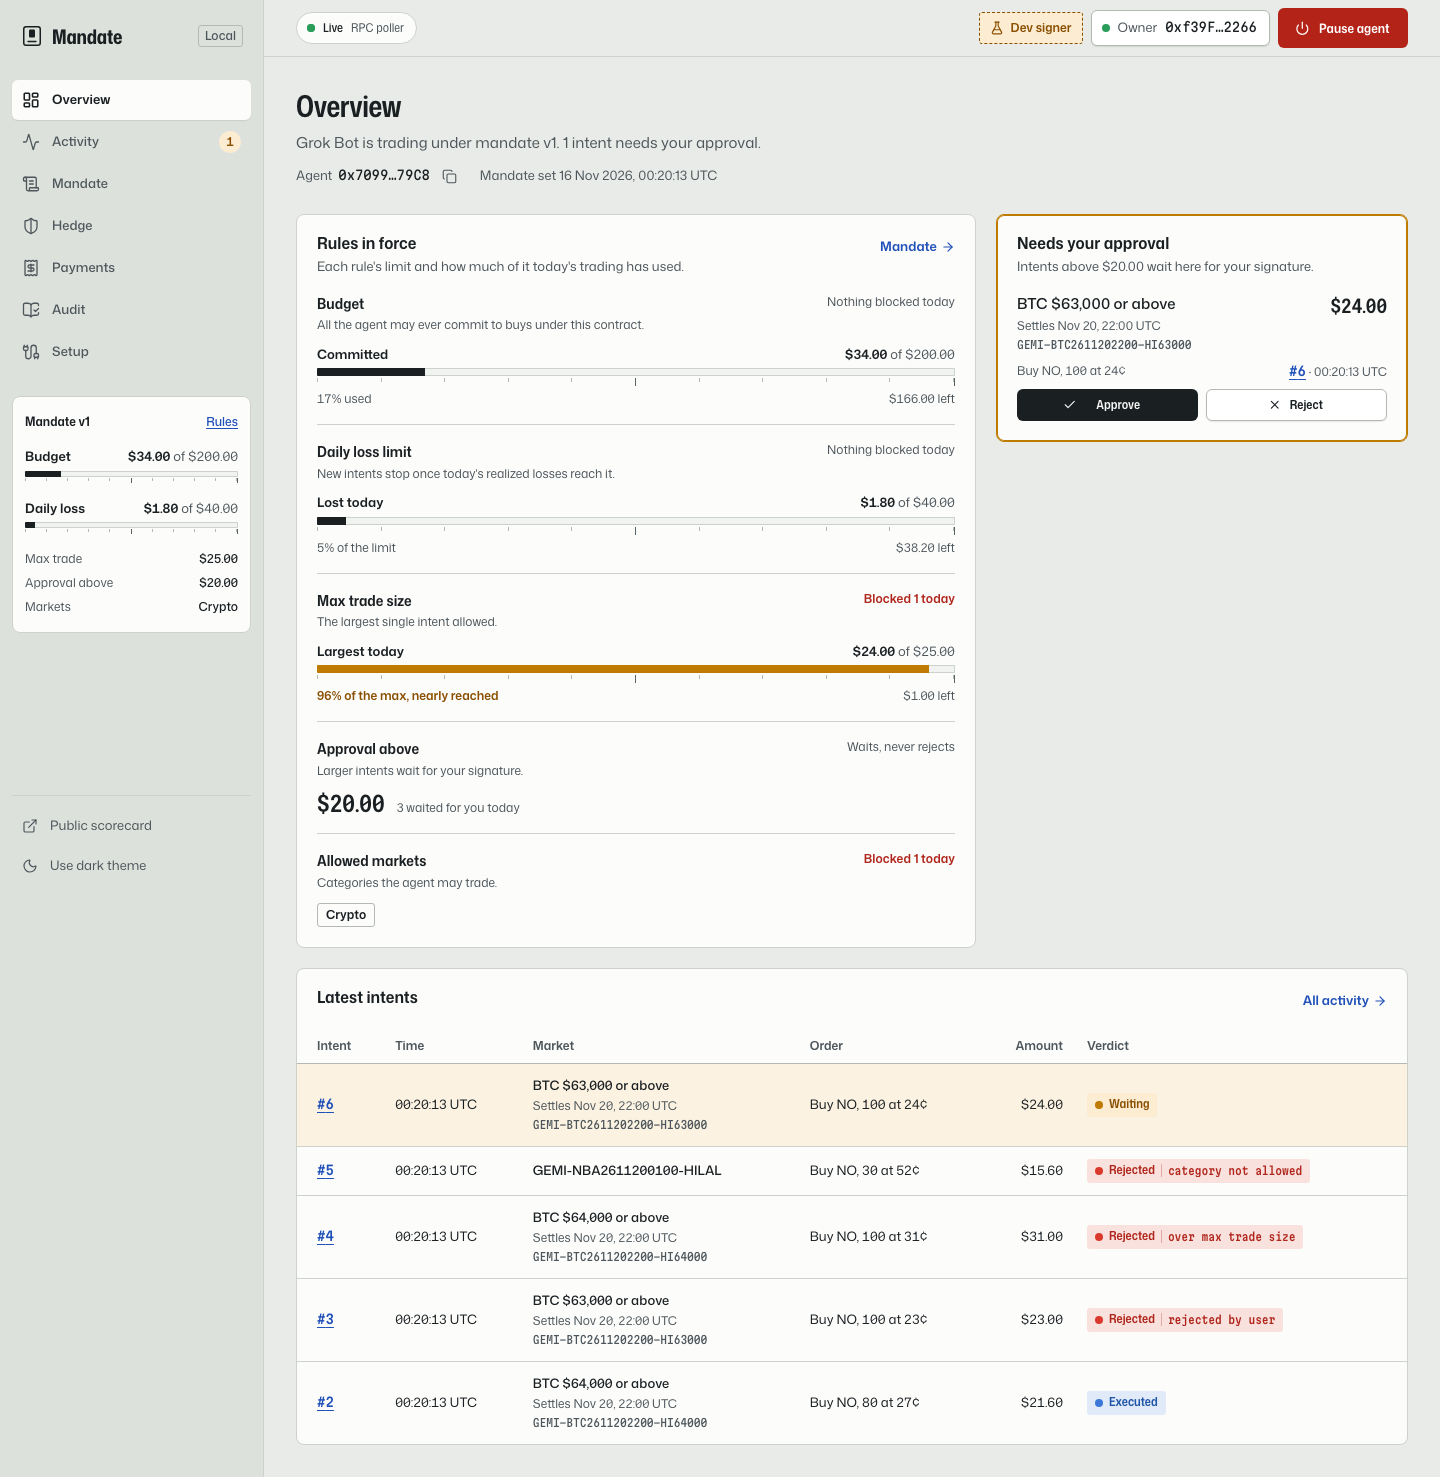 Mandate
Local
Overview
Activity
1
Mandate
Hedge
Payments
Audit
Setup
Mandate v1
Rules
Budget
$34.00 of $200.00
Daily loss
$1.80 of $40.00
Max trade
$25.00
Approval above
$20.00
Markets
Crypto
Public scorecard
Use dark theme
Live RPC poller
Dev signer
Owner 0xf39F…2266
Pause agent
Overview
Grok Bot is trading under mandate v1. 1 intent needs your approval.
Agent 0x7099…79C8
Mandate set 16 Nov 2026, 00:20:13 UTC
Rules in force
Mandate →
Each rule's limit and how much of it today's trading has used.
Budget
Nothing blocked today
All the agent may ever commit to buys under this contract.
Committed
$34.00 of $200.00
17% used
$166.00 left
Daily loss limit
Nothing blocked today
New intents stop once today's realized losses reach it.
Lost today
$1.80 of $40.00
5% of the limit
$38.20 left
Max trade size
Blocked 1 today
The largest single intent allowed.
Largest today
$24.00 of $25.00
96% of the max, nearly reached
$1.00 left
Approval above
Waits, never rejects
Larger intents wait for your signature.
$20.00 3 waited for you today
Allowed markets
Blocked 1 today
Categories the agent may trade.
Crypto
Needs your approval
Intents above $20.00 wait here for your signature.
BTC $63,000 or above
$24.00
Settles Nov 20, 22:00 UTC
GEMI-BTC2611202200-HI63000
Buy NO, 100 at 24¢
#6 · 00:20:13 UTC
Approve
Reject
Latest intents
All activity →
Intent Time Market Order Amount Verdict
BTC $63,000 or above
#6 00:20:13 UTC Settles Nov 20, 22:00 UTC Buy NO, 100 at 24¢ $24.00 Waiting
GEMI-BTC2611202200-HI63000
#5 00:20:13 UTC GEMI-NBA2611200100-HILAL Buy NO, 30 at 52¢ $15.60 Rejected category not allowed
BTC $64,000 or above
#4 00:20:13 UTC Settles Nov 20, 22:00 UTC Buy NO, 100 at 31¢ $31.00 Rejected over max trade size
GEMI-BTC2611202200-HI64000
BTC $63,000 or above
#3 00:20:13 UTC Settles Nov 20, 22:00 UTC Buy NO, 100 at 23¢ $23.00 Rejected rejected by user
GEMI-BTC2611202200-HI63000
BTC $64,000 or above
#2 00:20:13 UTC Settles Nov 20, 22:00 UTC Buy NO, 80 at 27¢ $21.60 Executed
GEMI-BTC2611202200-HI64000